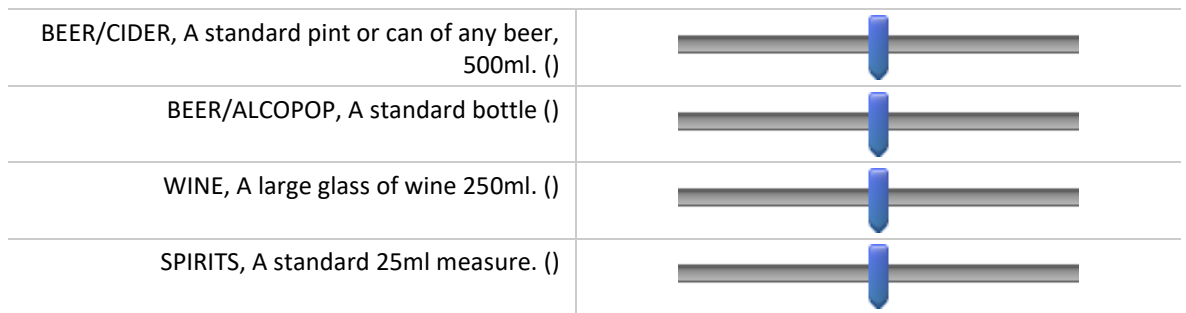 BEER/CIDER, A standard pint or can of any beer,
500ml. ()
BEER/ALCOPOP, A standard bottle ()
WINE, A large glass of wine 250ml. ()
SPIRITS, A standard 25ml measure. ()